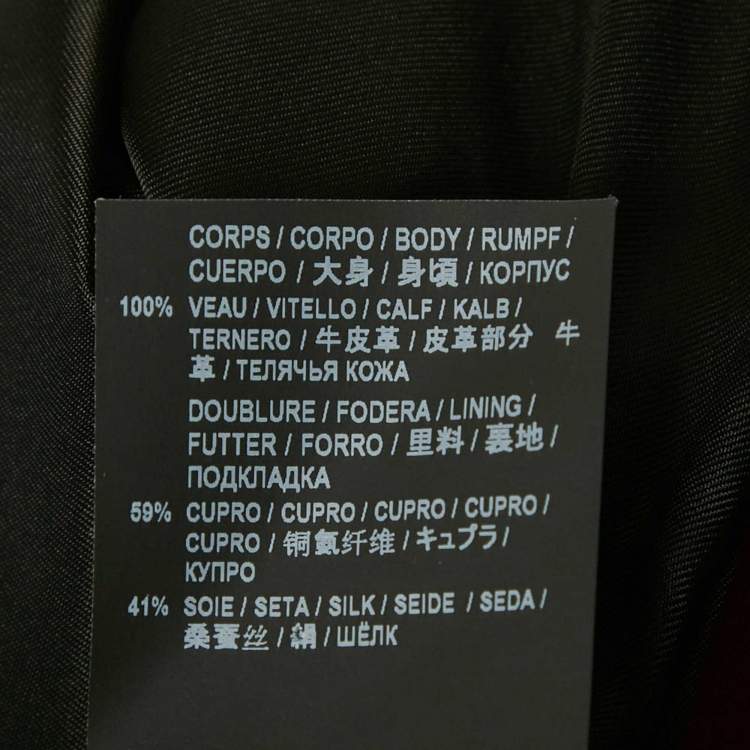 CORPS / CORPO / BODY / RUMPF /
CUERPO / 大身 / 身頃 / КОРПУС
100% VEAU / VITELLO / CALF / KALB /
TERNERO / 牛皮革 / 皮革部分 牛
革 / ТЕЛЯЧЬЯ КОЖА
DOUBLURE / FODERA / LINING /
FUTTER / FORRO / 里料 / 裏地 /
ПОДКЛАДКА
59% CUPRO / CUPRO / CUPRO / CUPRO /
CUPRO / 铜氨纤维 / キュプラ /
КУПРО
41% SOIE / SETA / SILK / SEIDE / SEDA /
桑蚕丝 / 絹 / ШЁЛК